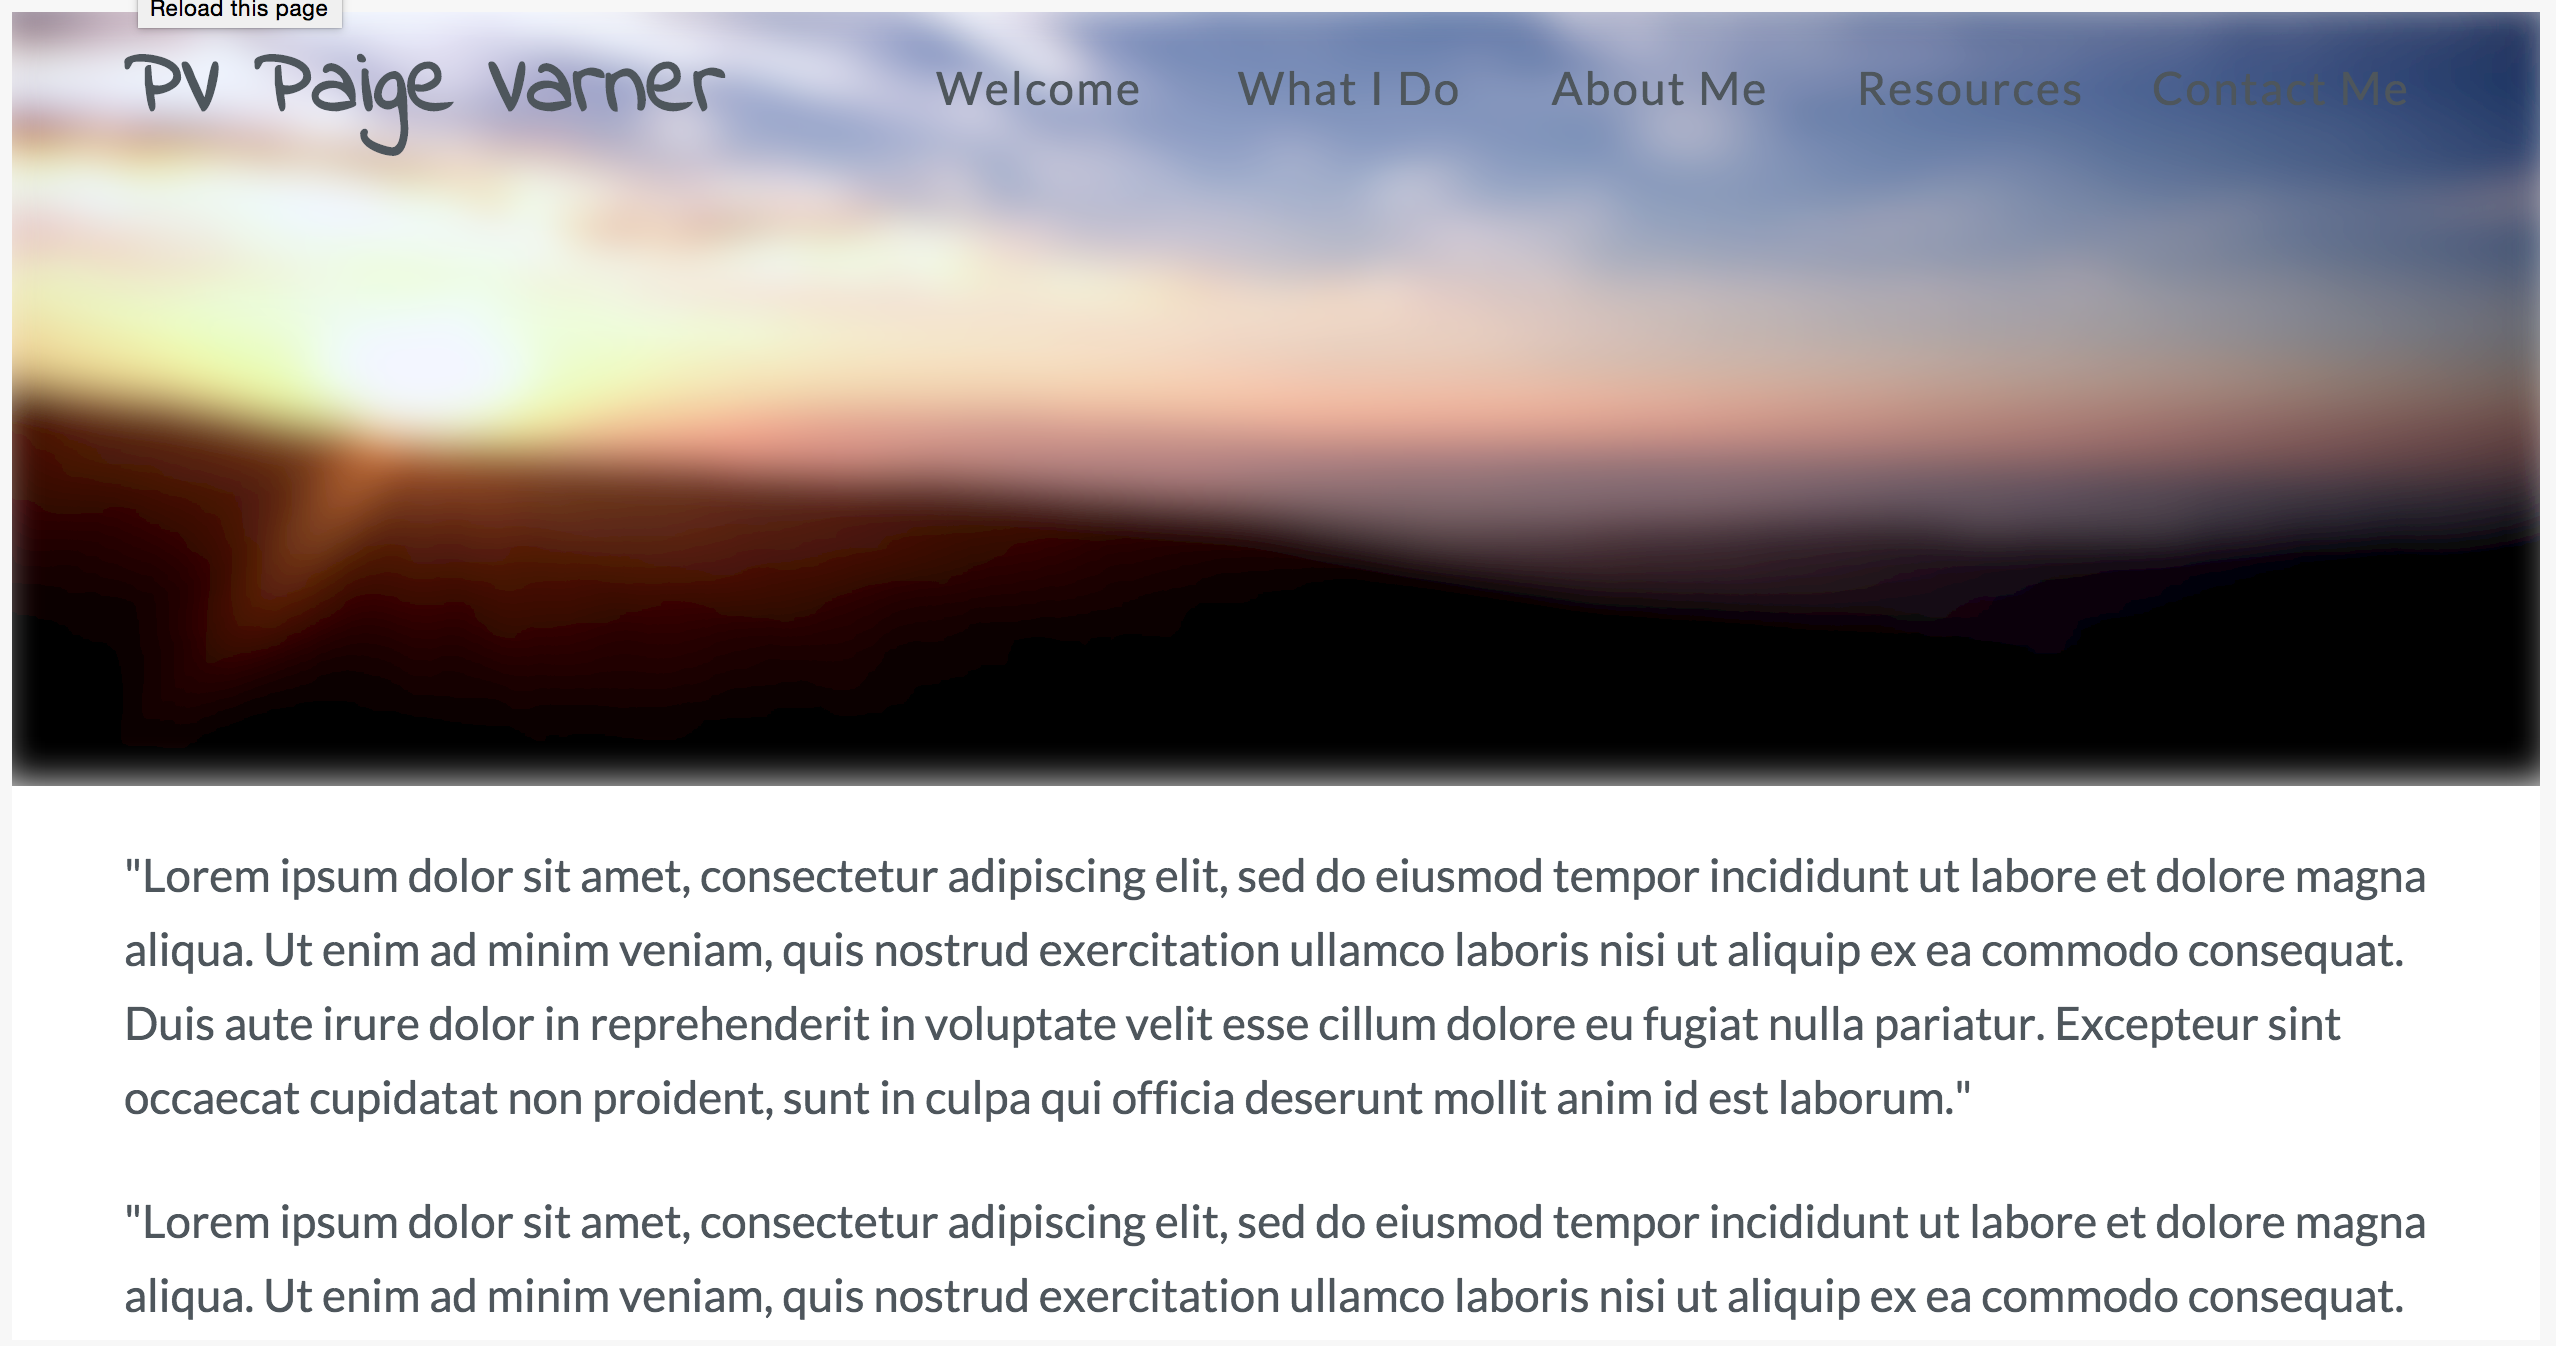 Reload this page
PV Paige Varner
Welcome What I Do About Me Resources Contact Me
"Lorem ipsum dolor sit amet, consectetur adipiscing elit, sed do eiusmod tempor incididunt ut labore et dolore magna
aliqua. Ut enim ad minim veniam, quis nostrud exercitation ullamco laboris nisi ut aliquip ex ea commodo consequat.
Duis aute irure dolor in reprehenderit in voluptate velit esse cillum dolore eu fugiat nulla pariatur. Excepteur sint
occaecat cupidatat non proident, sunt in culpa qui officia deserunt mollit anim id est laborum."
"Lorem ipsum dolor sit amet, consectetur adipiscing elit, sed do eiusmod tempor incididunt ut labore et dolore magna
aliqua. Ut enim ad minim veniam, quis nostrud exercitation ullamco laboris nisi ut aliquip ex ea commodo consequat.